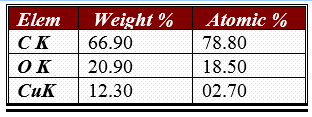 Elem Weight % Atomic %
C K 66.90 78.80
O K 20.90 18.50
CuK 12.30 02.70